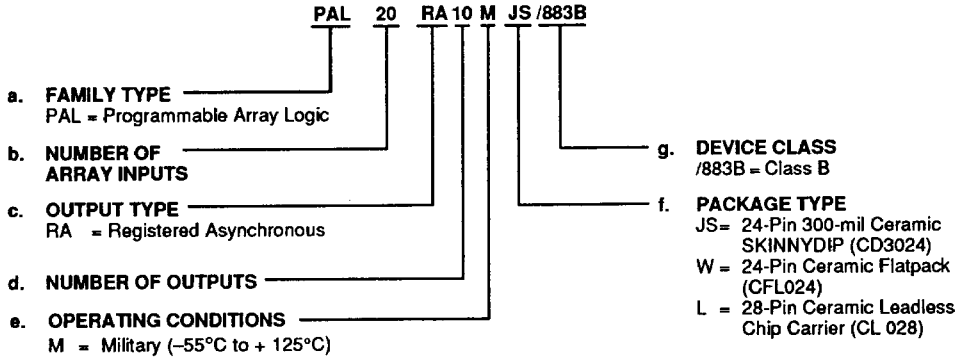 PAL 20 RA 10 M JS /883B
a. FAMILY TYPE
PAL = Programmable Array Logic
b. NUMBER OF
ARRAY INPUTS
c. OUTPUT TYPE
RA = Registered Asynchronous
d. NUMBER OF OUTPUTS
e. OPERATING CONDITIONS
M = Military (–55°C to + 125°C)
g. DEVICE CLASS
/883B = Class B
f. PACKAGE TYPE
JS= 24-Pin 300-mil Ceramic
SKINNYDIP (CD3024)
W = 24-Pin Ceramic Flatpack
(CFL024)
L = 28-Pin Ceramic Leadless
Chip Carrier (CL 028)